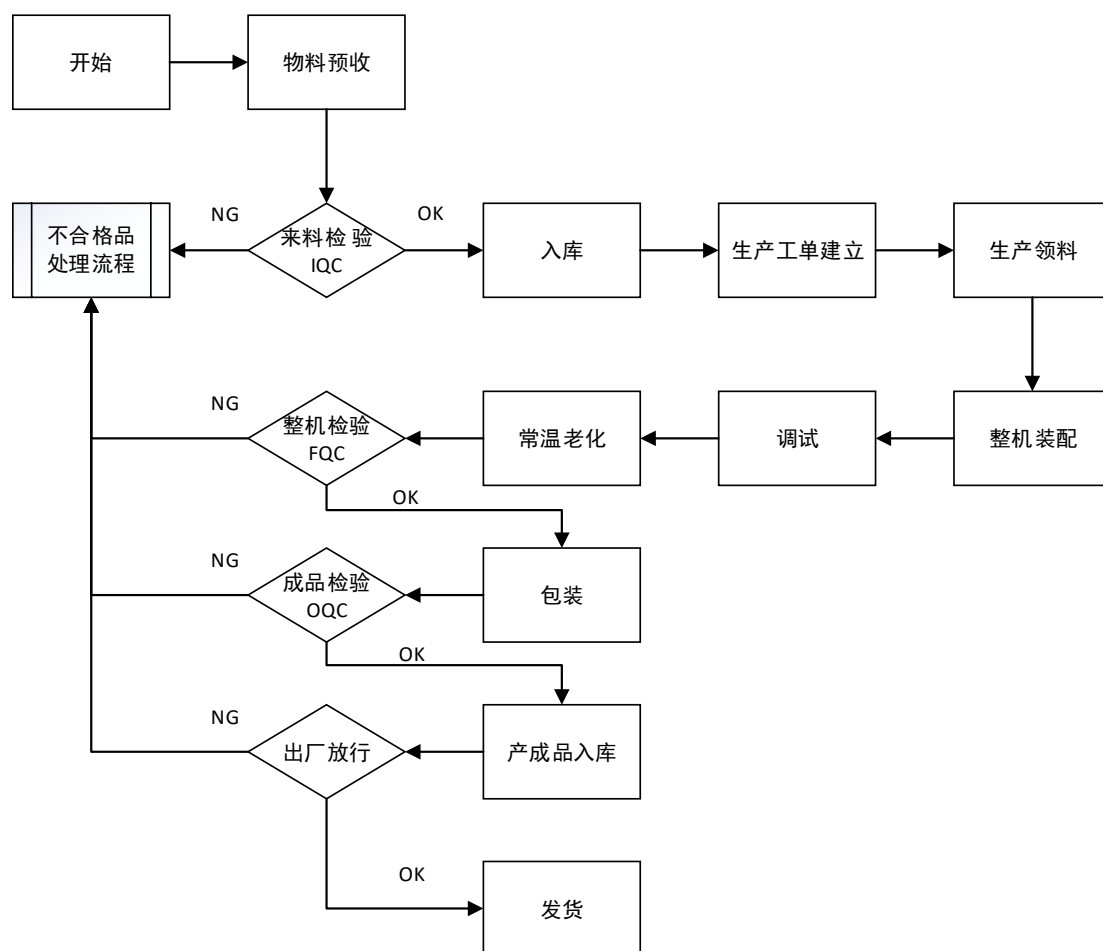 开始
物料预收
NG
OK
不合格品
处理流程
来料检验
IQC
入库
生产工单建立
生产领料
NG
整机检验
FQC
常温老化
调试
整机装配
OK
NG
成品检验
OQC
包装
OK
NG
出厂放行
产成品入库
OK
发货